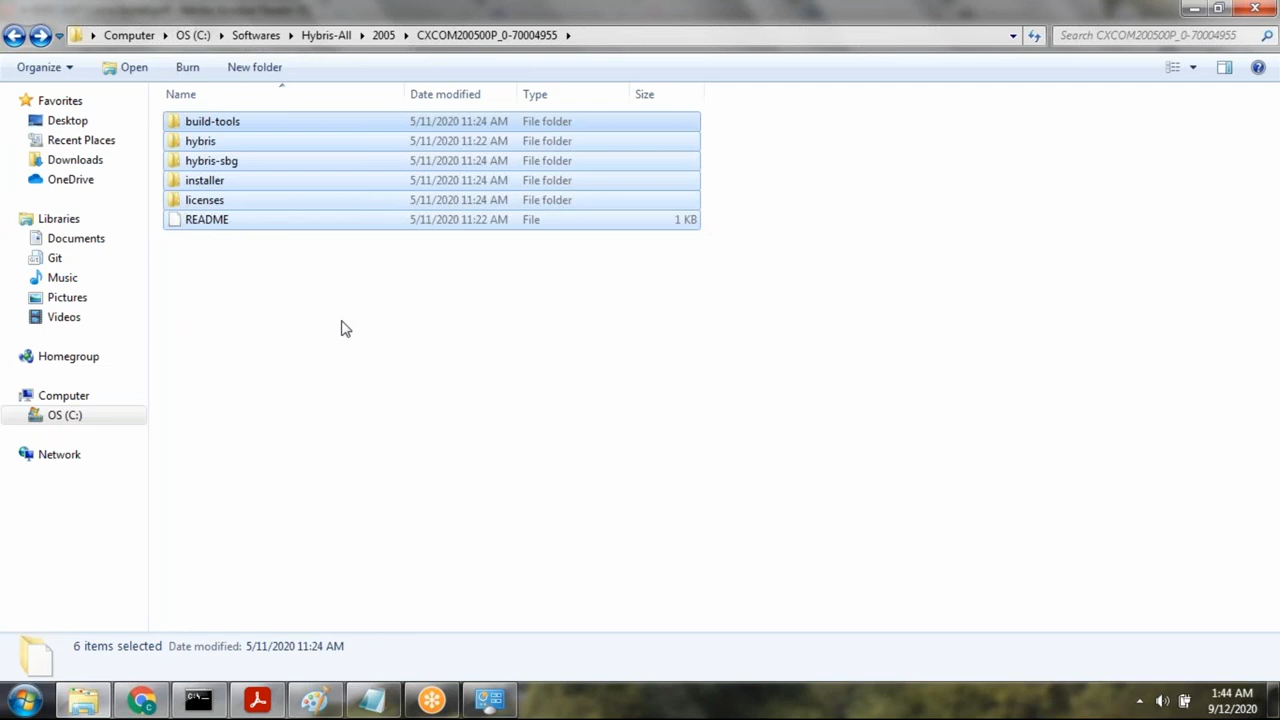 Computer OS (C:) Softwares Hybris-All 2005 CXCOM200500P_0-70004955 Search CXCOM200500P_0-70004955
Organize Open Burn New folder
Name Date modified Type Size
Favorites
Desktop
Recent Places
Downloads
OneDrive
Libraries
Documents
Git
Music
Pictures
Videos
Homegroup
Computer
OS (C:)
Network
build-tools 5/11/2020 11:24 AM File folder
hybris 5/11/2020 11:22 AM File folder
hybris-sbg 5/11/2020 11:24 AM File folder
installer 5/11/2020 11:24 AM File folder
licenses 5/11/2020 11:24 AM File folder
README 5/11/2020 11:22 AM File 1 KB
6 items selected Date modified: 5/11/2020 11:24 AM
1:44 AM
9/12/2020